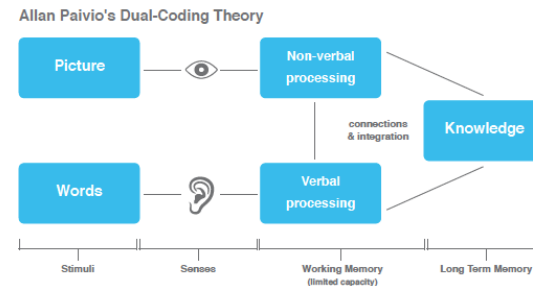 Allan Paivio's Dual-Coding Theory
Picture
Non-verbal
processing
connections
& integration
Knowledge
Words
Verbal
processing
Stimuli
Senses
Working Memory
(limited capacity)
Long Term Memory